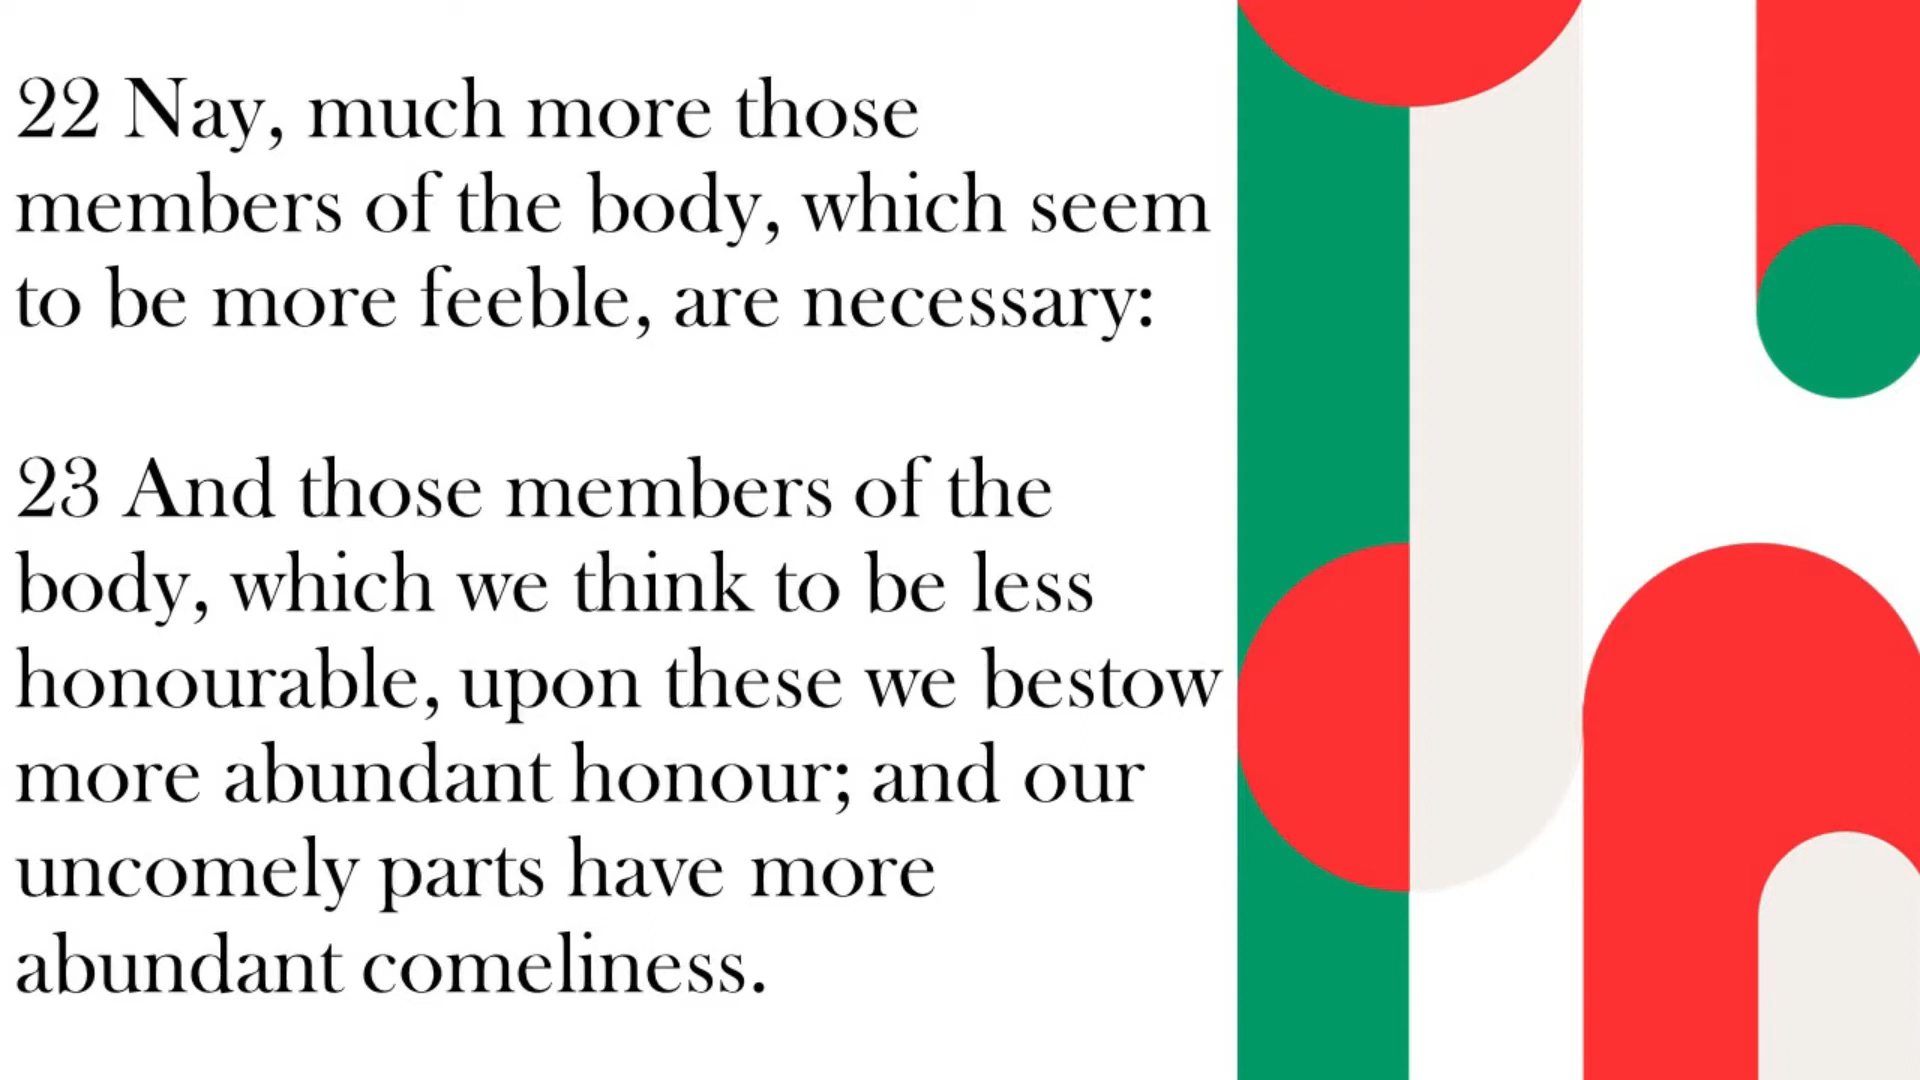 22 Nay, much more those
members of the body, which seem
to be more feeble, are necessary:
23 And those members of the
body, which we think to be less
honourable, upon these we bestow
more abundant honour; and our
uncomely parts have more
abundant comeliness.